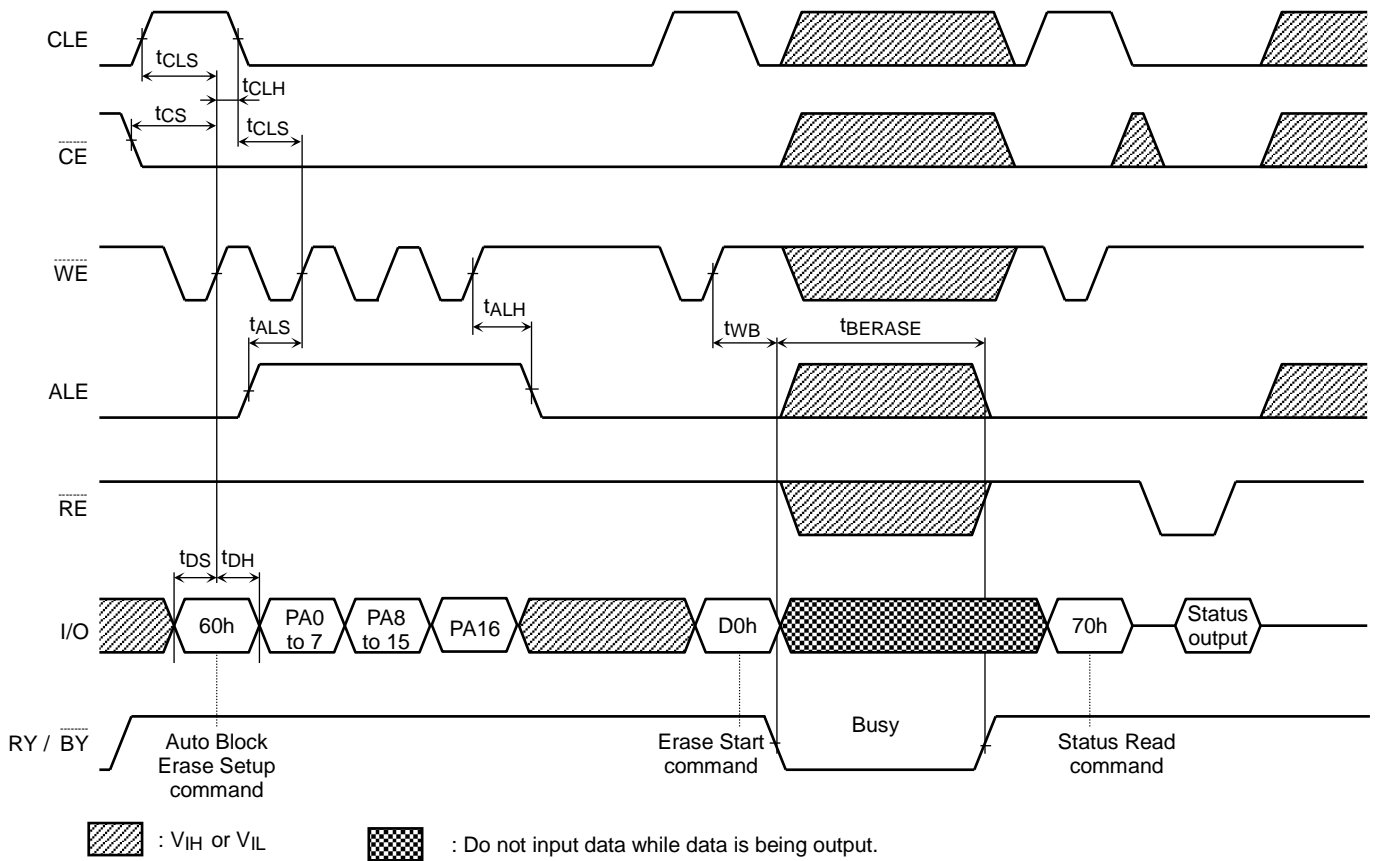 CLE
tCLS
tCLH
tCS
tCLS
CE
WE
tALS
tALH
tWB
tBERASE
ALE
RE
tDS
tDH
I/O
60h
PA0
to 7
PA8
to 15
PA16
D0h
70h
Status
output
RY / BY
Busy
Auto Block
Erase Setup
command
Erase Start
command
Status Read
command
: VIH or VIL
: Do not input data while data is being output.